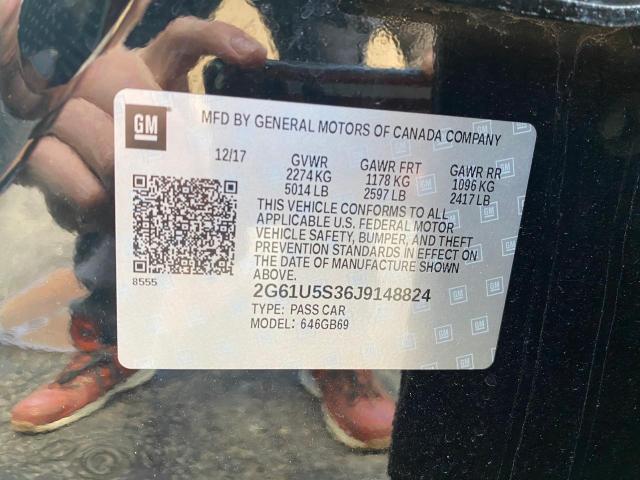 GM
MFD BY GENERAL MOTORS OF CANADA COMPANY
12/17 GVWR GAWR FRT GAWR RR
2274 KG 1178 KG 1096 KG
5014 LB 2597 LB 2417 LB
THIS VEHICLE CONFORMS TO ALL
APPLICABLE U.S. FEDERAL MOTOR
VEHICLE SAFETY, BUMPER, AND THEFT
PREVENTION STANDARDS IN EFFECT ON
THE DATE OF MANUFACTURE SHOWN
ABOVE.
8555
2G61U5S36J9148824
TYPE: PASS CAR
MODEL: 646GB69